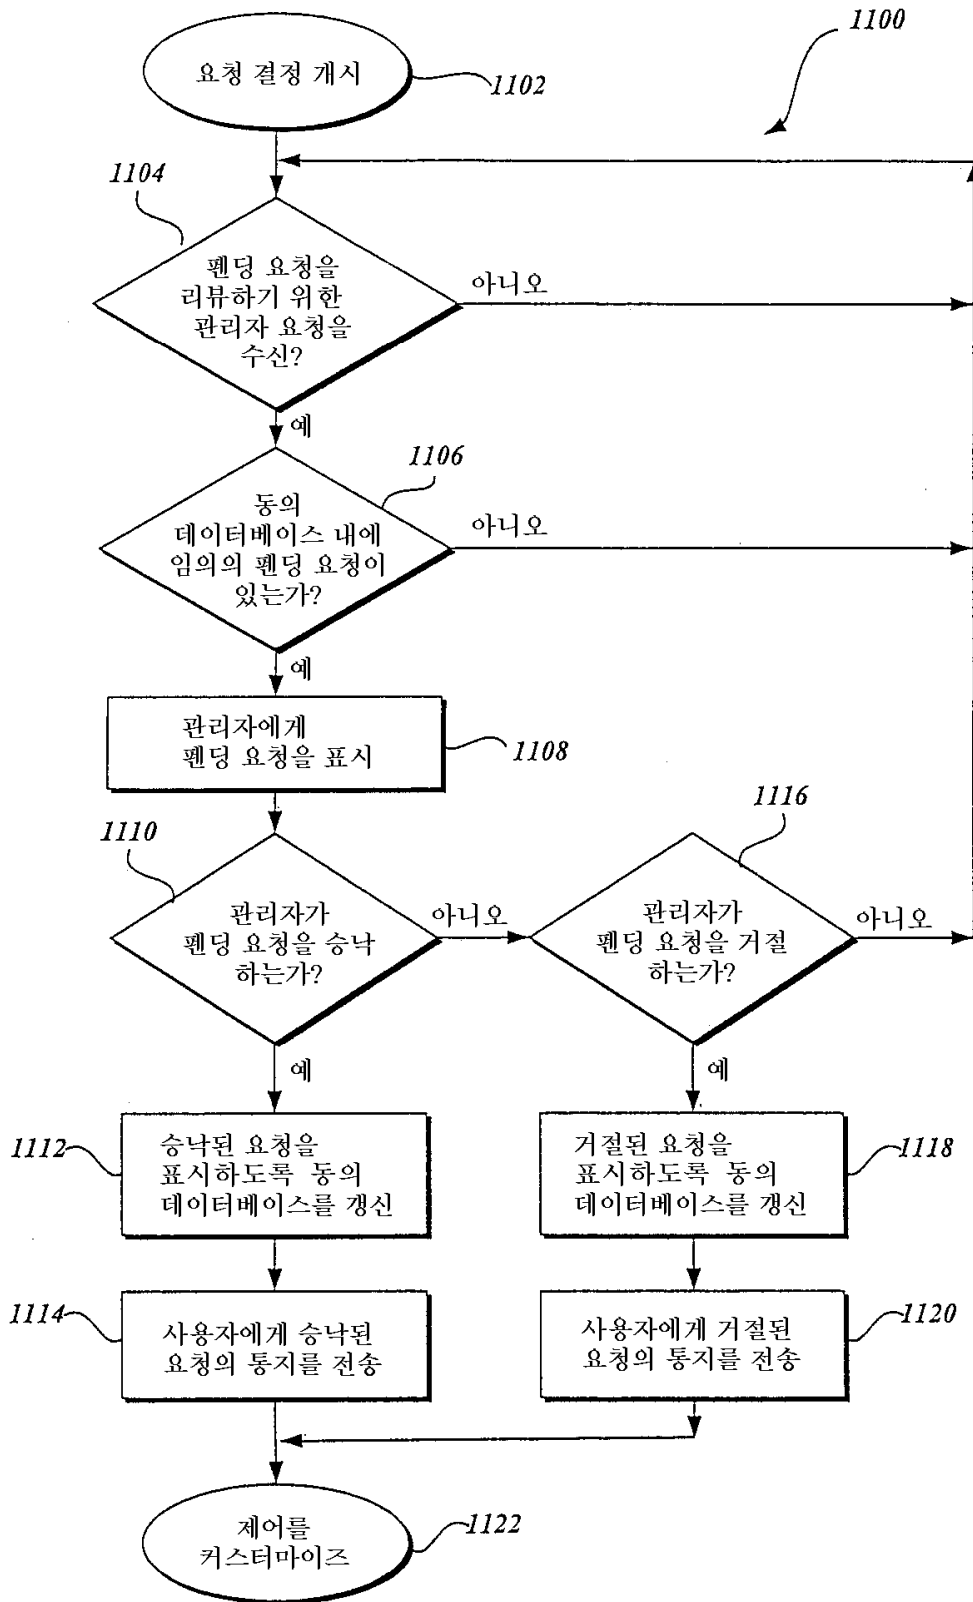 1100
요청 결정 개시
1102
1104
펜딩 요청을
리뷰하기 위한
관리자 요청을
수신?
아니오
예
1106
동의
데이터베이스 내에
임의의 펜딩 요청이
있는가?
아니오
예
관리자에게
펜딩 요청을 표시
1108
1110
관리자가
펜딩 요청을 승낙
하는가?
아니오
1116
관리자가
펜딩 요청을 거절
하는가?
아니오
예
예
1112
승낙된 요청을
표시하도록 동의
데이터베이스를 갱신
거절된 요청을
표시하도록 동의
데이터베이스를 갱신
1118
1114
사용자에게 승낙된
요청의 통지를 전송
사용자에게 거절된
요청의 통지를 전송
1120
제어를
커스터마이즈
1122